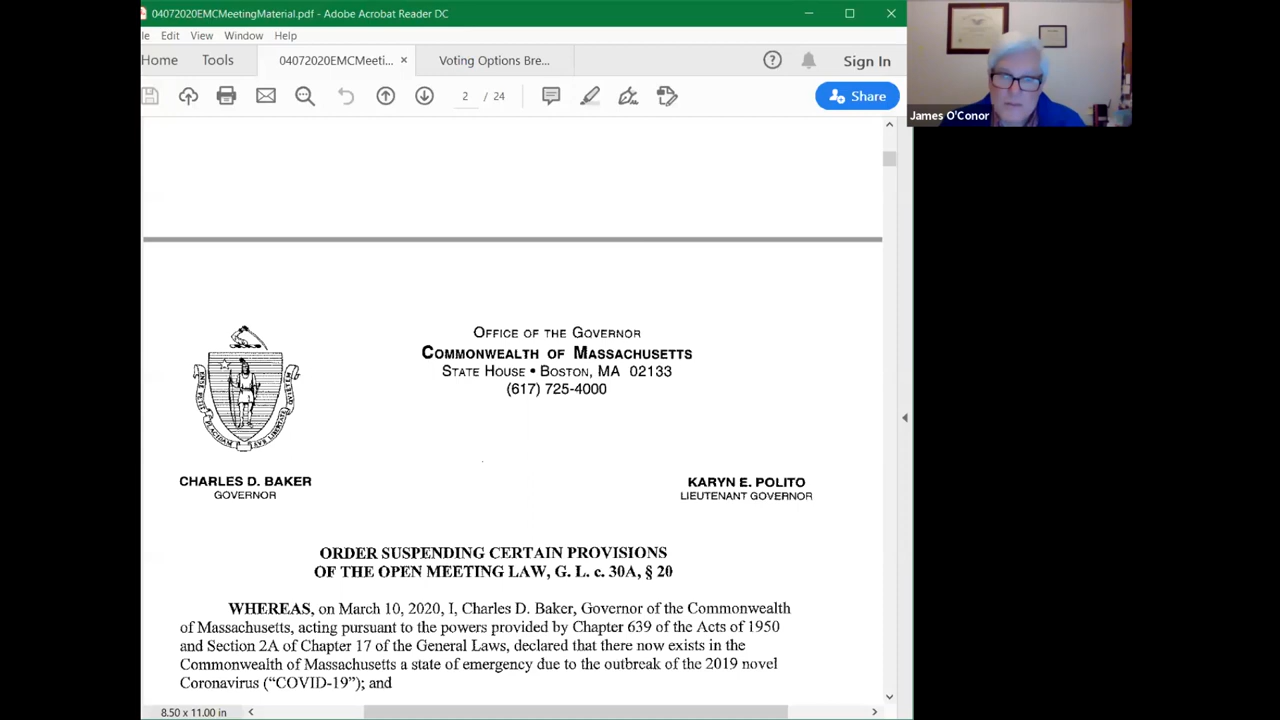 04072020EMCMeetingMaterial.pdf - Adobe Acrobat Reader DC
le Edit View Window Help
Home Tools 04072020EMCMeeti... × Voting Options Bre... Sign In
2 / 24 Share
James O'Conor
OFFICE OF THE GOVERNOR
COMMONWEALTH OF MASSACHUSETTS
STATE HOUSE • BOSTON, MA 02133
(617) 725-4000
CHARLES D. BAKER
GOVERNOR
KARYN E. POLITO
LIEUTENANT GOVERNOR
ORDER SUSPENDING CERTAIN PROVISIONS
OF THE OPEN MEETING LAW, G. L. c. 30A, § 20
WHEREAS, on March 10, 2020, I, Charles D. Baker, Governor of the Commonwealth
of Massachusetts, acting pursuant to the powers provided by Chapter 639 of the Acts of 1950
and Section 2A of Chapter 17 of the General Laws, declared that there now exists in the
Commonwealth of Massachusetts a state of emergency due to the outbreak of the 2019 novel
Coronavirus (“COVID-19”); and
8.50 x 11.00 in